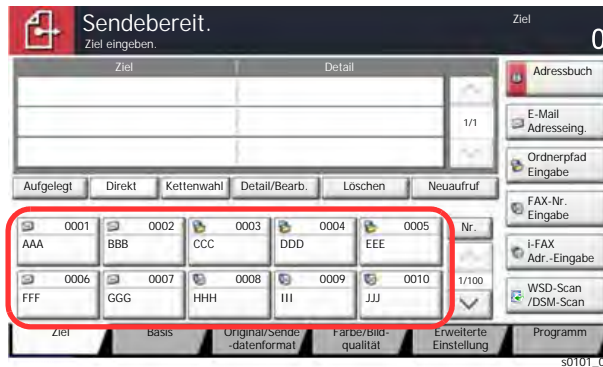 Sendebereit.
Ziel
Ziel eingeben.
0
Ziel Detail
Adressbuch
1/1
E-Mail
Adresseing.
Ordnerpfad
Eingabe
Aufgelegt Direkt Kettenwahl Detail/Bearb. Löschen Neuaufruf
FAX-Nr.
Eingabe
0001 0002 0003 0004 0005 Nr.
AAA BBB CCC DDD EEE
i-FAX
Adr.-Eingabe
0006 0007 0008 0009 0010 1/100
FFF GGG HHH III JJJ
WSD-Scan
/DSM-Scan
Ziel Basis Original/Sende Farbe/Bild- Erweiterte Programm
-datenformat qualität Einstellung
s0101_0